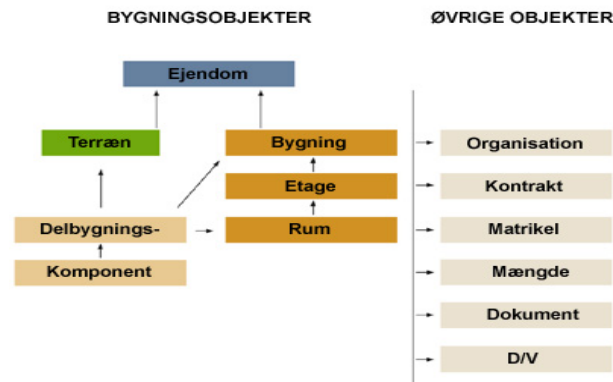 BYGNINGSOBJEKTER
ØVRIGE OBJEKTER
Ejendom
Terræn
Bygning
Organisation
Etage
Kontrakt
Delbygnings-
Rum
Matrikel
Komponent
Mængde
Dokument
D/V